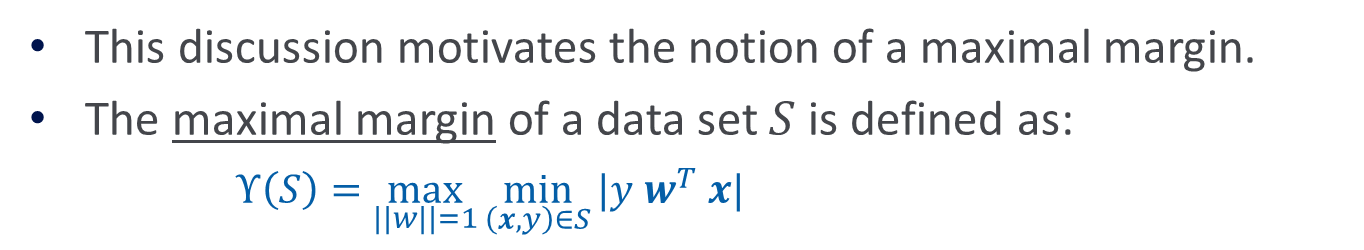 • This discussion motivates the notion of a maximal margin.
• The maximal margin of a data set S is defined as:
ϒ(S) = max min |y wᵀ x|
||w||=1 (x,y)∈S